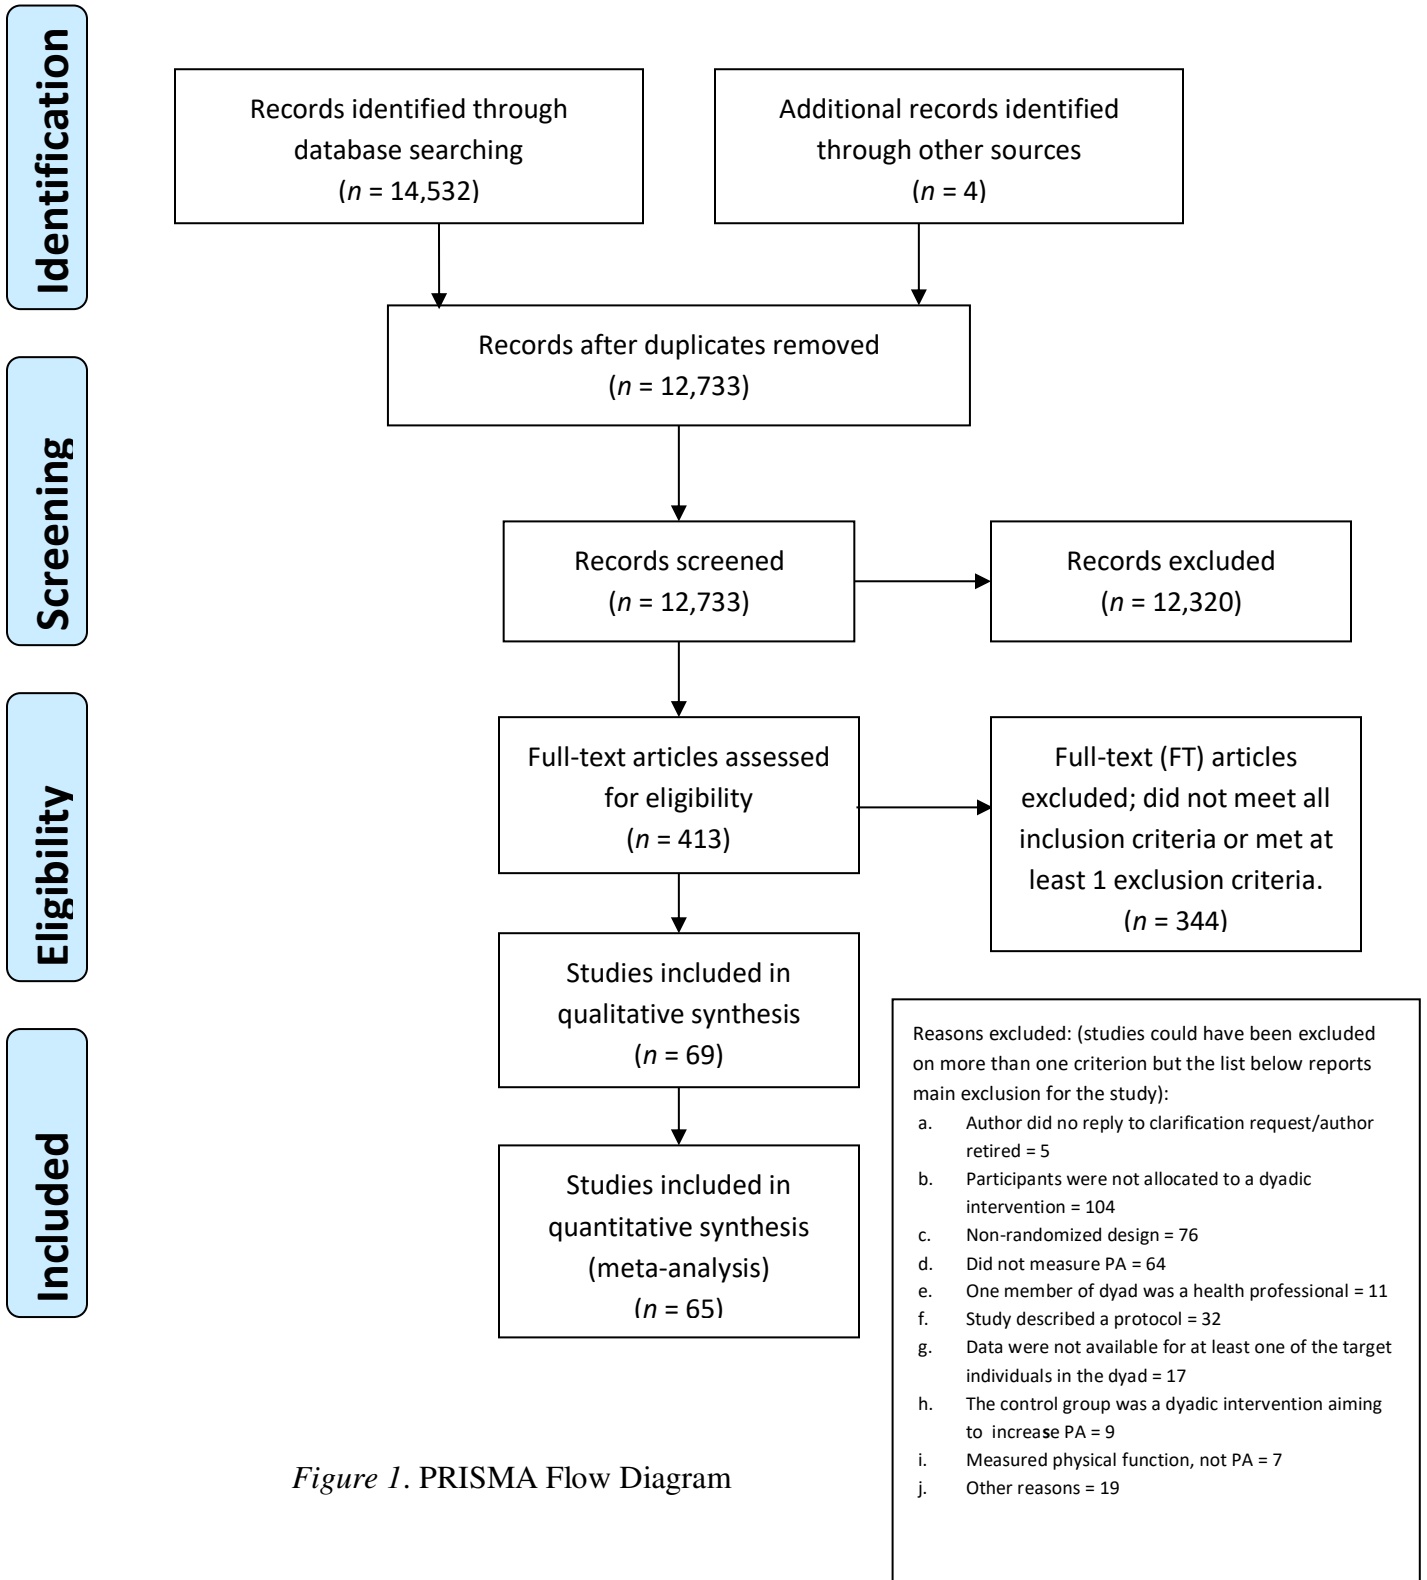 Identification
Records identified through
database searching
(n = 14,532)
Additional records identified
through other sources
(n = 4)
Records after duplicates removed
(n = 12,733)
Screening
Records screened
(n = 12,733)
Records excluded
(n = 12,320)
Eligibility
Full-text articles assessed
for eligibility
(n = 413)
Full-text (FT) articles
excluded; did not meet all
inclusion criteria or met at
least 1 exclusion criteria.
(n = 344)
Studies included in
qualitative synthesis
(n = 69)
Included
Studies included in
quantitative synthesis
(meta-analysis)
(n = 65)
Reasons excluded: (studies could have been excluded
on more than one criterion but the list below reports
main exclusion for the study):
a. Author did no reply to clarification request/author
retired = 5
b. Participants were not allocated to a dyadic
intervention = 104
c. Non-randomized design = 76
d. Did not measure PA = 64
e. One member of dyad was a health professional = 11
f. Study described a protocol = 32
g. Data were not available for at least one of the target
individuals in the dyad = 17
h. The control group was a dyadic intervention aiming
to increase PA = 9
i. Measured physical function, not PA = 7
j. Other reasons = 19
Figure 1. PRISMA Flow Diagram